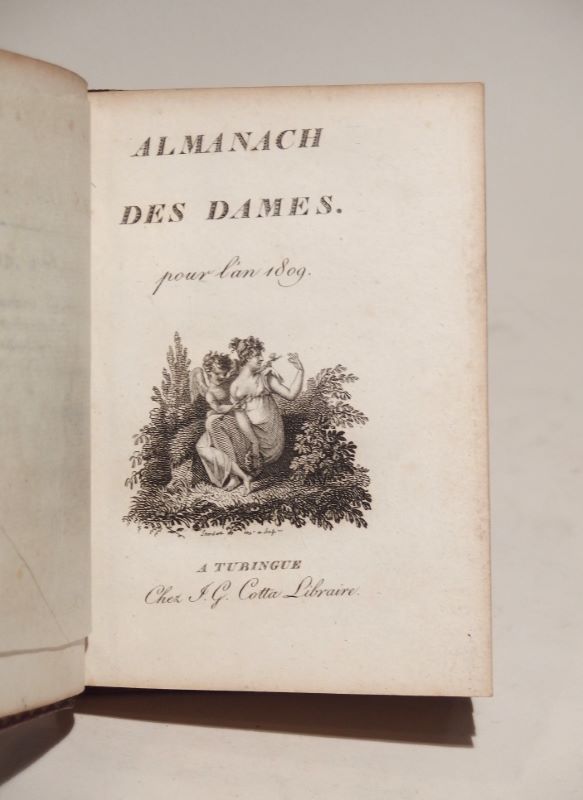 ALMANACH
DES DAMES.
pour l'an 1809.
A TUBINGUE
Chez J. G. Cotta Libraire.